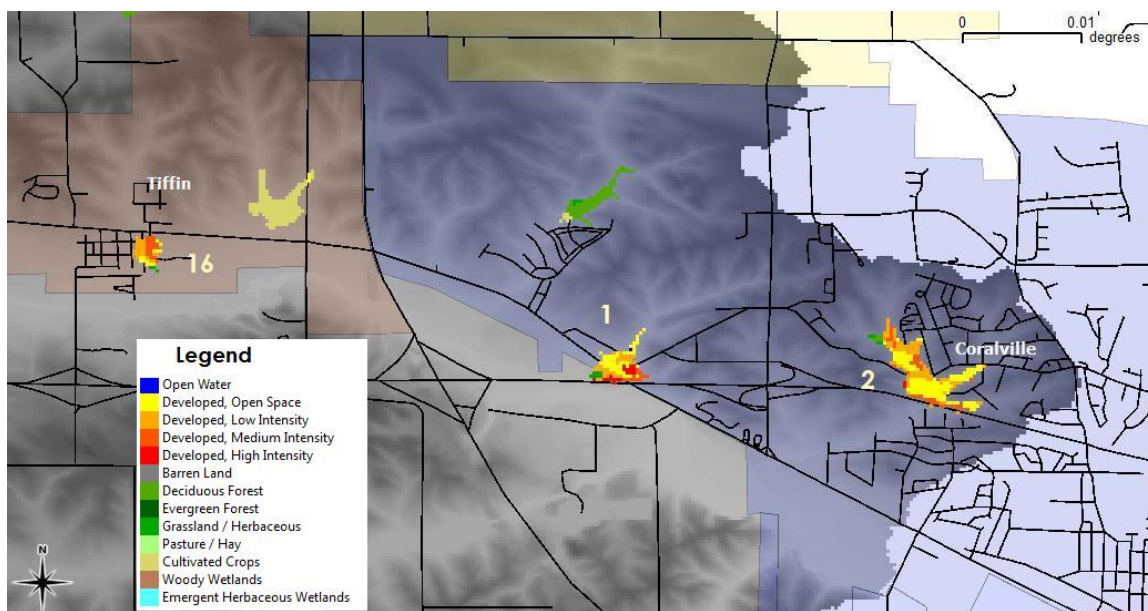 0 0.01
degrees
Tiffin
16
1
Coralville
2
Legend
Open Water
Developed, Open Space
Developed, Low Intensity
Developed, Medium Intensity
Developed, High Intensity
Barren Land
Deciduous Forest
Evergreen Forest
Grassland / Herbaceous
Pasture / Hay
Cultivated Crops
Woody Wetlands
Emergent Herbaceous Wetlands
N